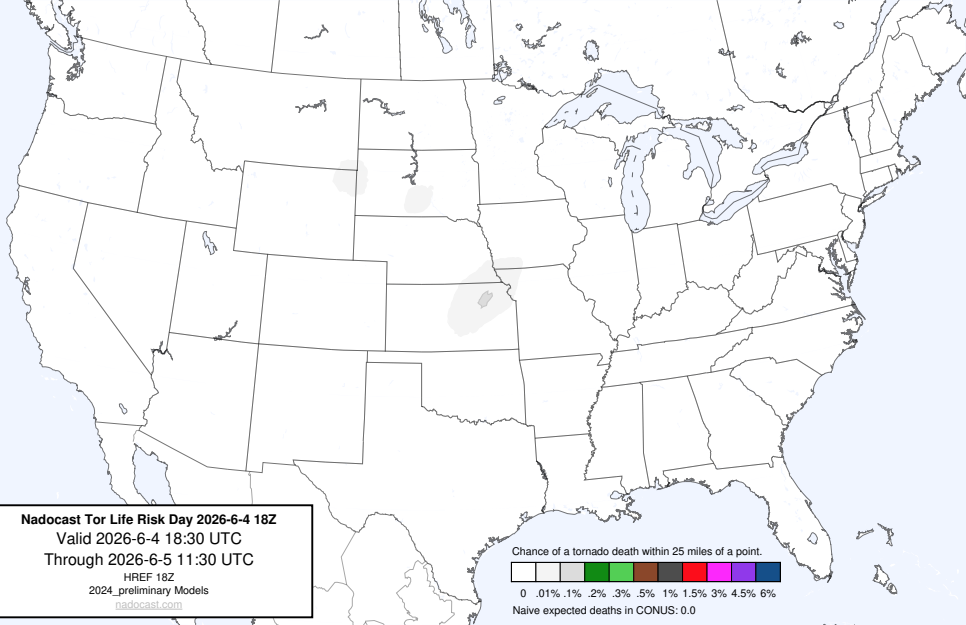 Nadocast Tor Life Risk Day 2026-6-4 18Z
Valid 2026-6-4 18:30 UTC
Through 2026-6-5 11:30 UTC
HREF 18Z
2024_preliminary Models
nadocast.com
Chance of a tornado death within 25 miles of a point.
0 .01% .1% .2% .3% .5% 1% 1.5% 3% 4.5% 6%
Naive expected deaths in CONUS: 0.0